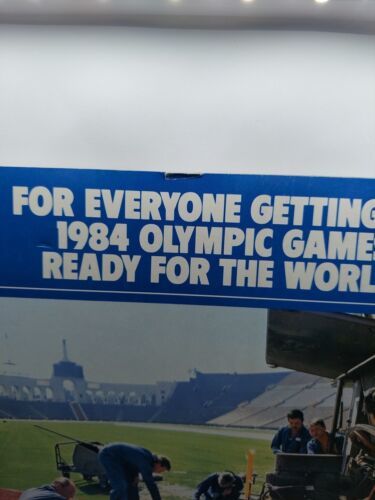 FOR EVERYONE GETTING
1984 OLYMPIC GAME
READY FOR THE WORL